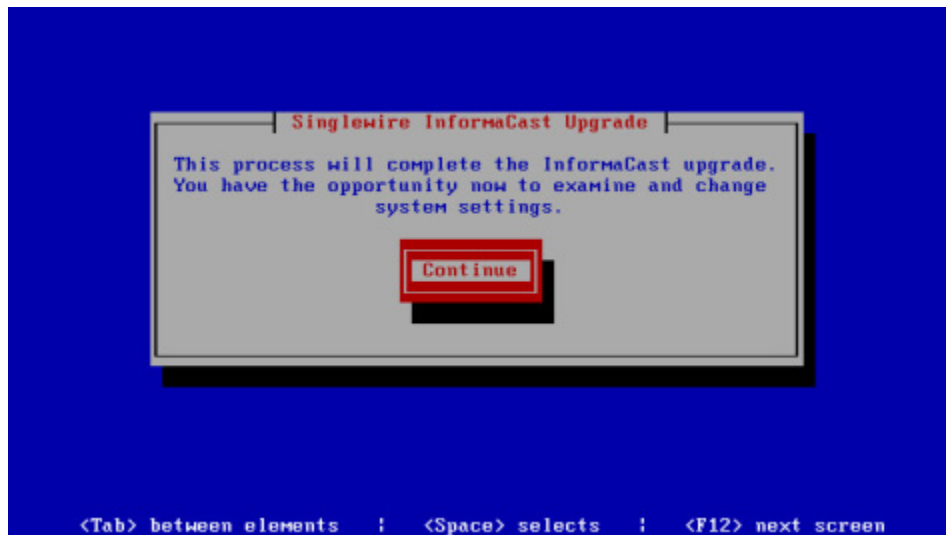 Singlewire InformaCast Upgrade
This process will complete the InformaCast upgrade.
You have the opportunity now to examine and change
system settings.
Continue
<Tab> between elements ¦ <Space> selects ¦ <F12> next screen